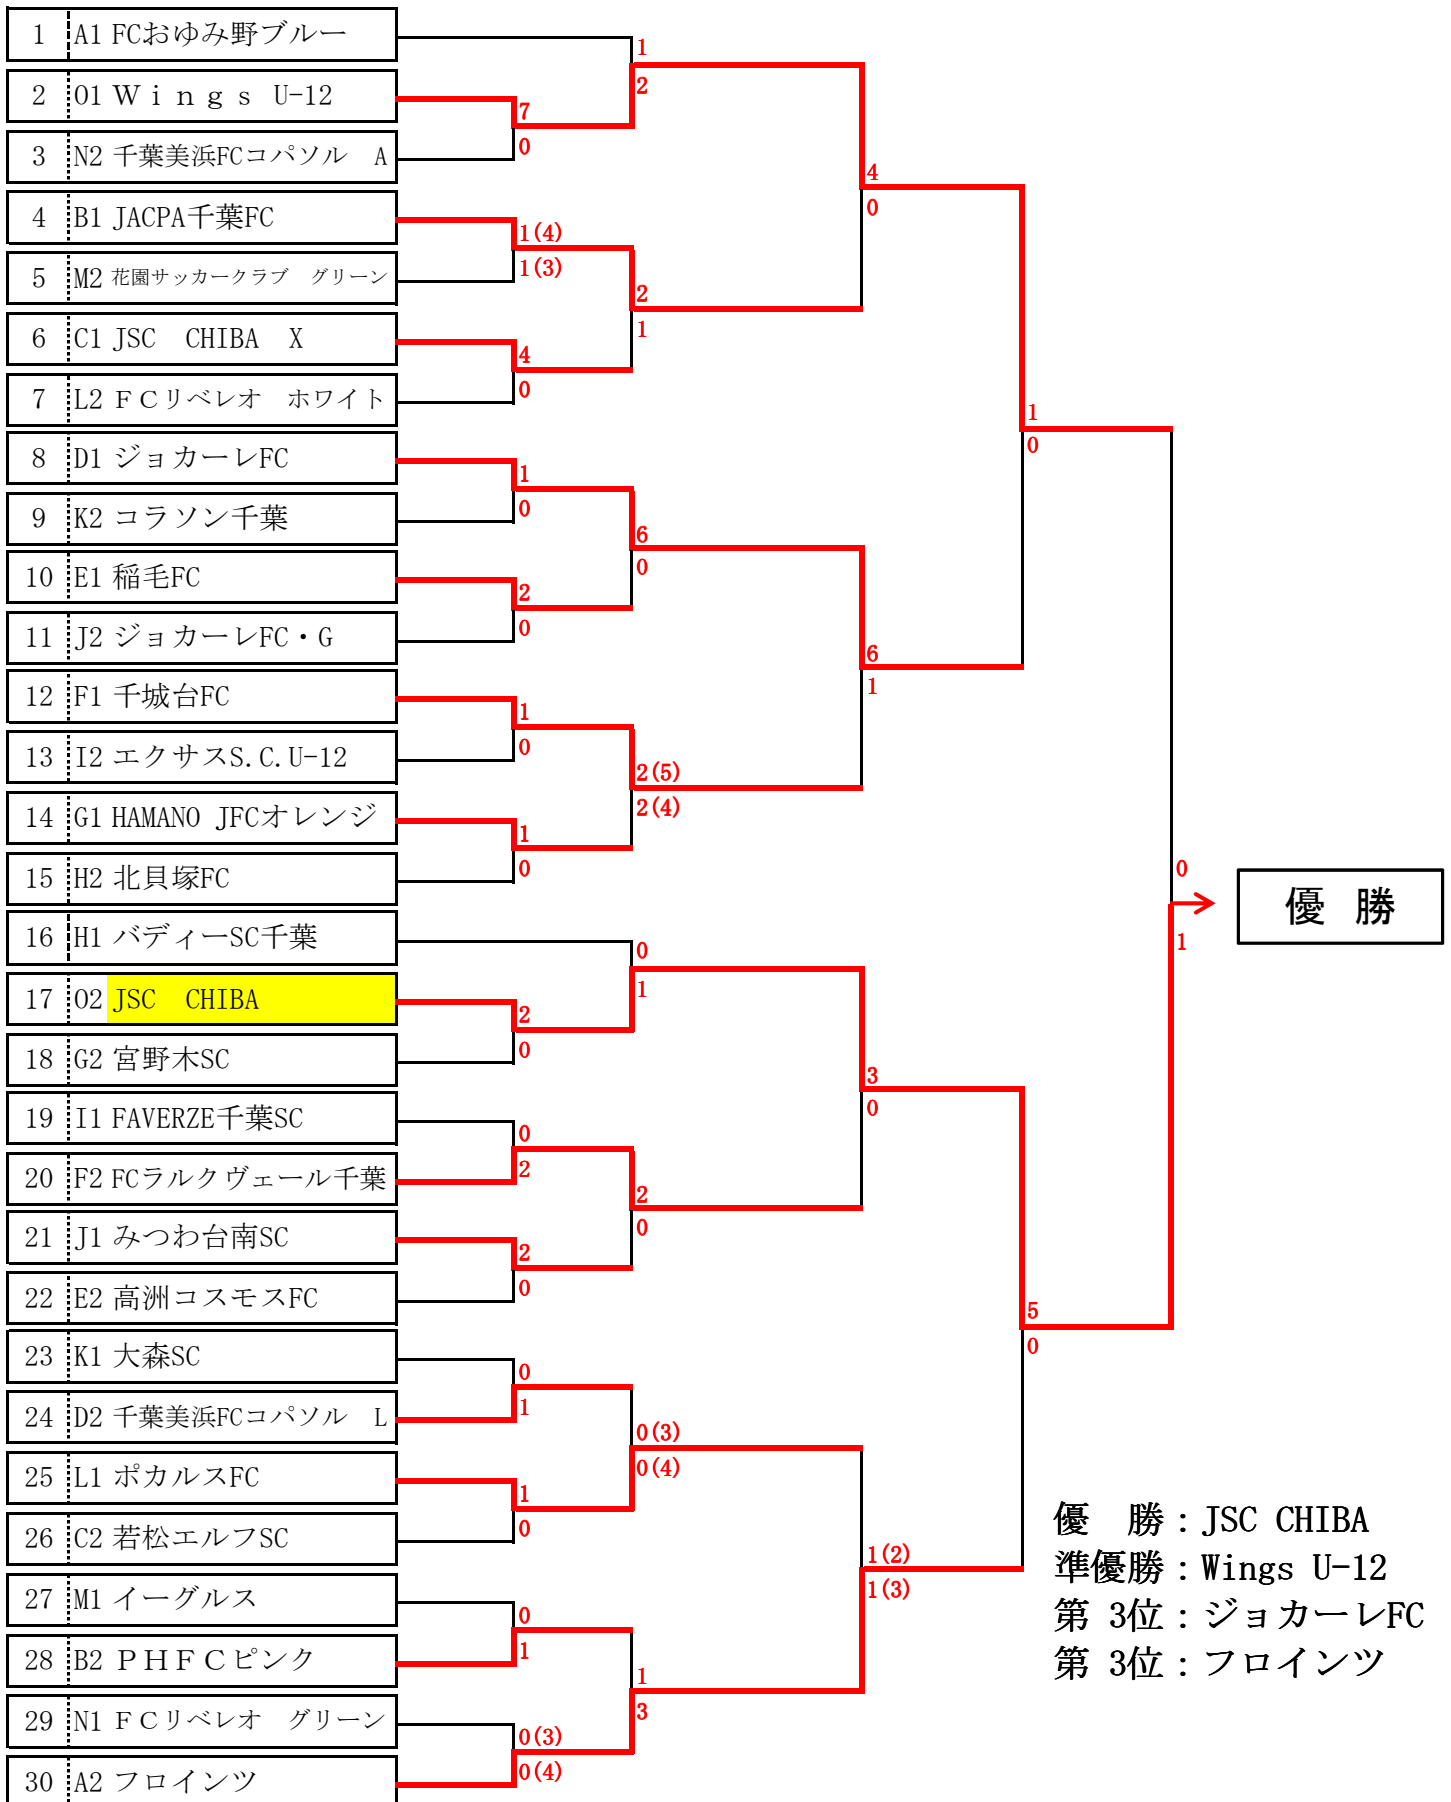 1 A1 FCおゆみ野ブルー
2 O1 Ｗｉｎｇｓ U-12
3 N2 千葉美浜FCコパソル　A
4 B1 JACPA千葉FC
5 M2 花園サッカークラブ　グリーン
6 C1 JSC　CHIBA　X
7 L2 ＦＣリベレオ　ホワイト
8 D1 ジョカーレFC
9 K2 コラソン千葉
10 E1 稲毛FC
11 J2 ジョカーレFC・G
12 F1 千城台FC
13 I2 エクサスS.C.U-12
14 G1 HAMANO JFCオレンジ
15 H2 北貝塚FC
16 H1 バディーSC千葉
17 O2 JSC　CHIBA
18 G2 宮野木SC
19 I1 FAVERZE千葉SC
20 F2 FCラルクヴェール千葉
21 J1 みつわ台南SC
22 E2 高洲コスモスFC
23 K1 大森SC
24 D2 千葉美浜FCコパソル　L
25 L1 ポカルスFC
26 C2 若松エルフSC
27 M1 イーグルス
28 B2 ＰＨＦＣピンク
29 N1 ＦＣリベレオ　グリーン
30 A2 フロインツ
7
0
1(4)
1(3)
4
0
1
0
2
0
1
0
1
0
2
0
0
2
2
0
0
1
1
0
0
1
0(3)
0(4)
1
2
2
1
6
0
2(5)
2(4)
0
1
2
0
0(3)
0(4)
1
3
4
0
6
1
3
0
1(2)
1(3)
1
0
5
0
0
1
優　勝
優　勝：JSC CHIBA
準優勝：Wings U-12
第 3位：ジョカーレFC
第 3位：フロインツ